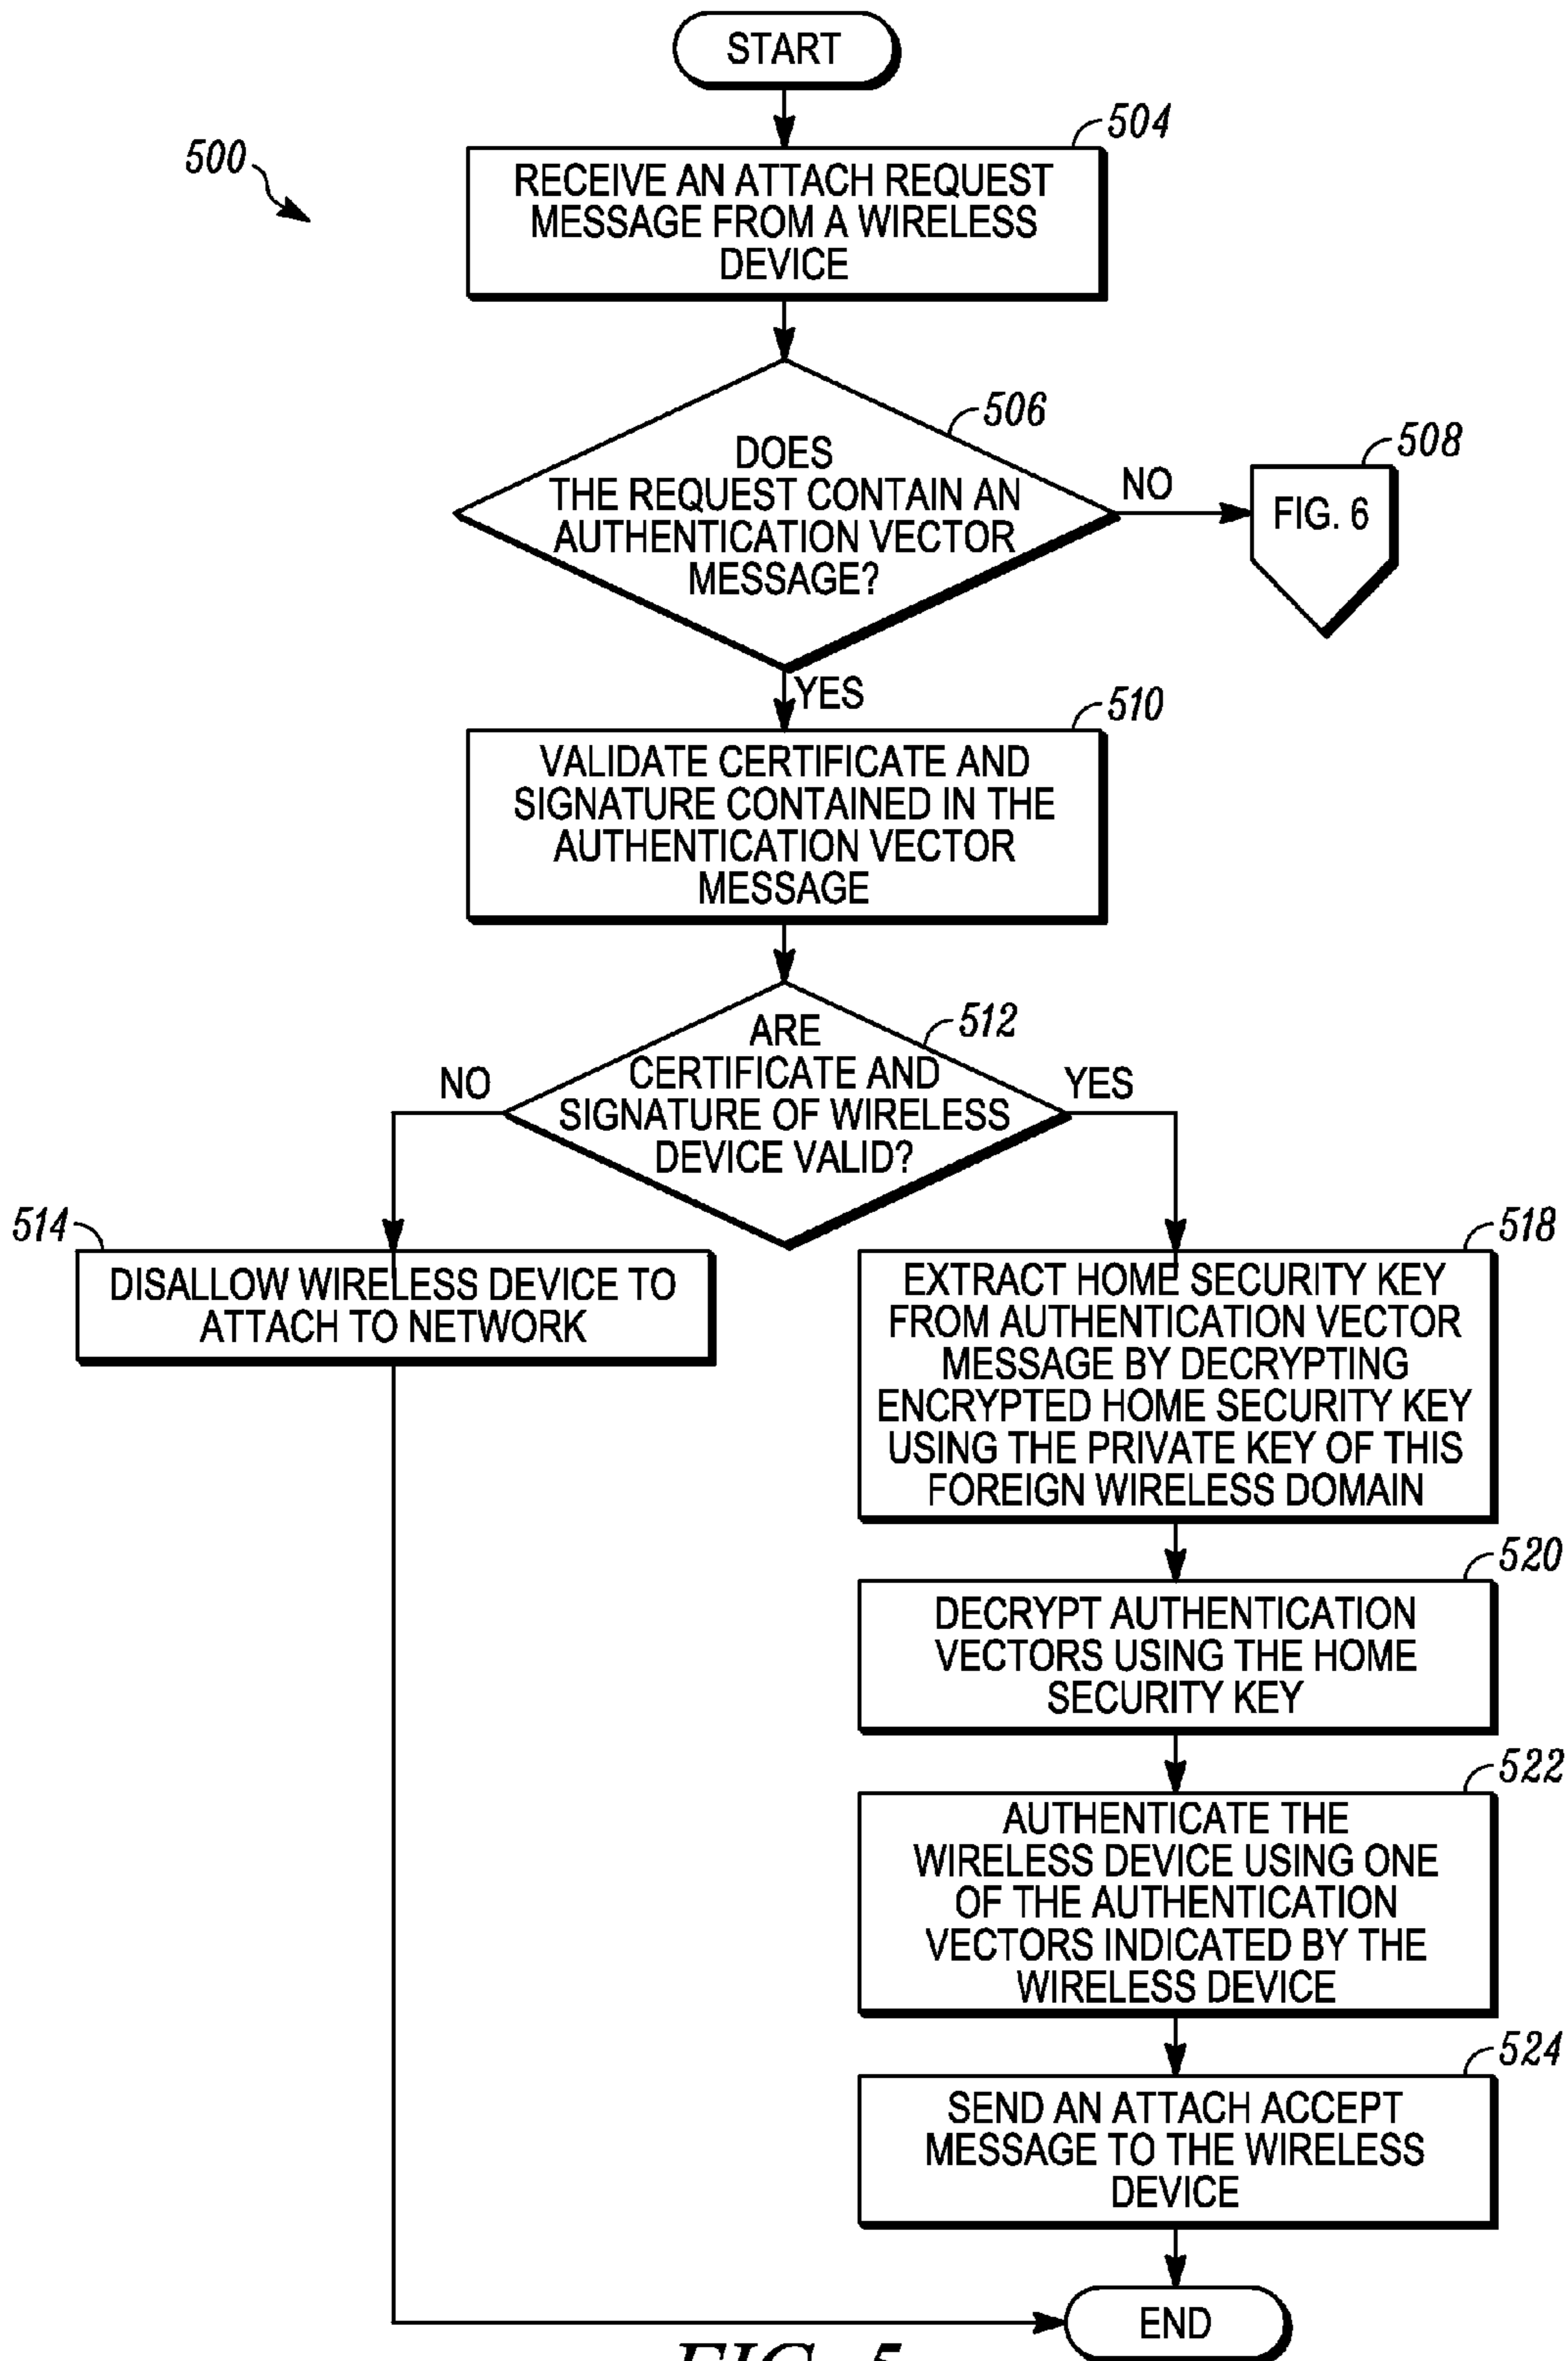 START
500
504
RECEIVE AN ATTACH REQUEST
MESSAGE FROM A WIRELESS
DEVICE
506
DOES
THE REQUEST CONTAIN AN
AUTHENTICATION VECTOR
MESSAGE?
NO
508
FIG. 6
YES
510
VALIDATE CERTIFICATE AND
SIGNATURE CONTAINED IN THE
AUTHENTICATION VECTOR
MESSAGE
512
ARE
CERTIFICATE AND
SIGNATURE OF WIRELESS
DEVICE VALID?
NO
YES
514
DISALLOW WIRELESS DEVICE TO
ATTACH TO NETWORK
518
EXTRACT HOME SECURITY KEY
FROM AUTHENTICATION VECTOR
MESSAGE BY DECRYPTING
ENCRYPTED HOME SECURITY KEY
USING THE PRIVATE KEY OF THIS
FOREIGN WIRELESS DOMAIN
520
DECRYPT AUTHENTICATION
VECTORS USING THE HOME
SECURITY KEY
522
AUTHENTICATE THE
WIRELESS DEVICE USING ONE
OF THE AUTHENTICATION
VECTORS INDICATED BY THE
WIRELESS DEVICE
524
SEND AN ATTACH ACCEPT
MESSAGE TO THE WIRELESS
DEVICE
END
FIG. 5